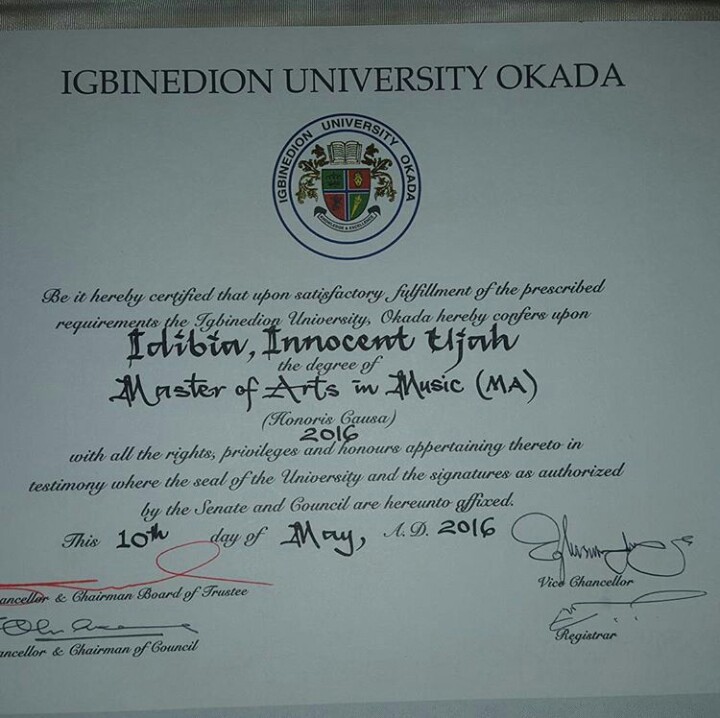 IGBINEDION UNIVERSITY OKADA
IGBINEDION UNIVERSITY OKADA
KNOWLEDGE & EXCELLENCE
Be it hereby certified that upon satisfactory fulfillment of the prescribed
requirements the Igbinedion University, Okada hereby confers upon
Idibia, Innocent Ujah
the degree of
Master of Arts in Music (MA)
(Honoris Causa)
2016
with all the rights, privileges and honours appertaining thereto in
testimony where the seal of the University and the signatures as authorized
by the Senate and Council are hereunto affixed.
This 10th day of May, A.D. 2016
ancellor & Chairman Board of Trustee
Vice Chancellor
ancellor & Chairman of Council
Registrar